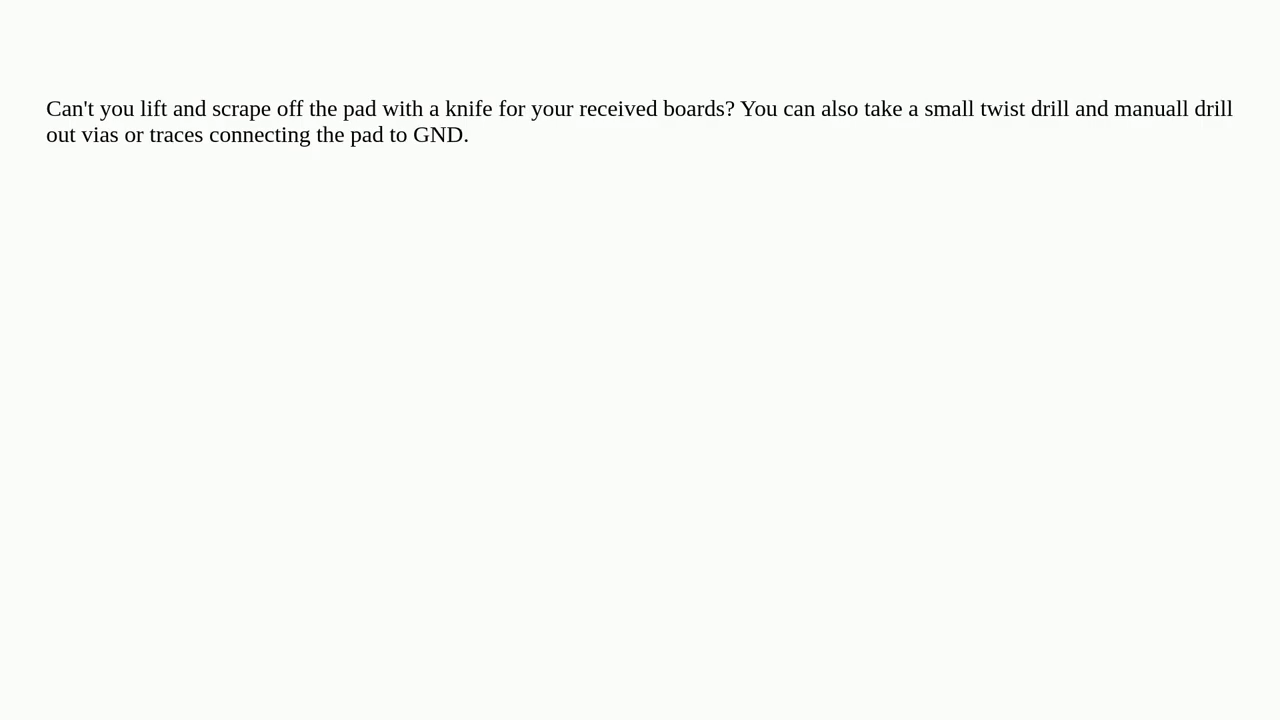 Can't you lift and scrape off the pad with a knife for your received boards? You can also take a small twist drill and manuall drill
out vias or traces connecting the pad to GND.